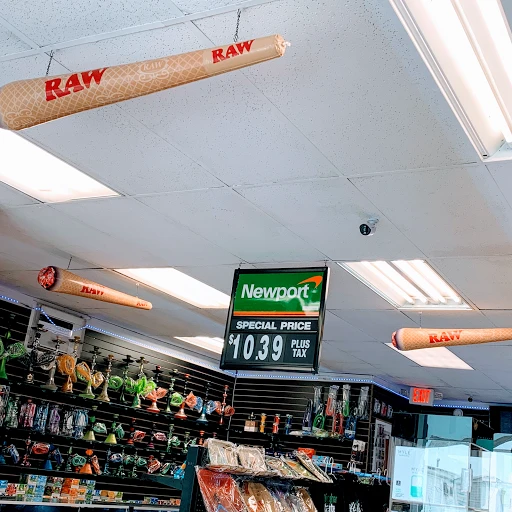 RAW
RAW
RAW
Newport
SPECIAL PRICE
$10.39 PLUS TAX
RAW
EXIT